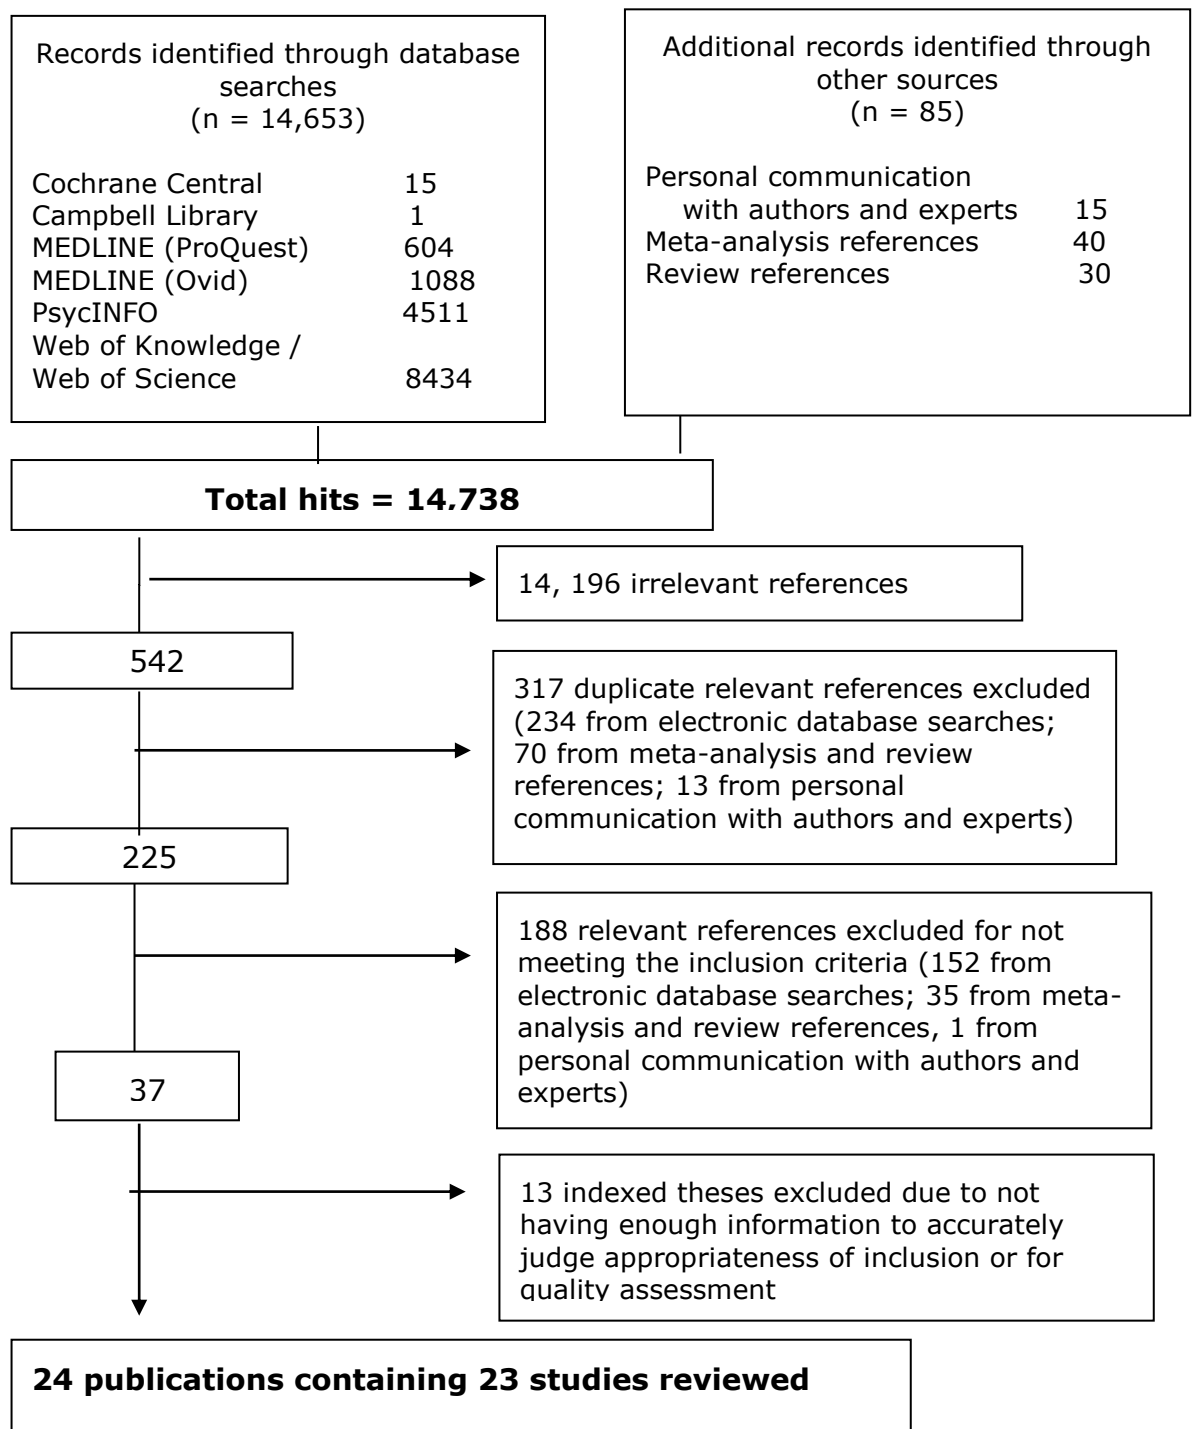 Records identified through database
searches
(n = 14,653)
Cochrane Central 15
Campbell Library 1
MEDLINE (ProQuest) 604
MEDLINE (Ovid) 1088
PsycINFO 4511
Web of Knowledge /
Web of Science 8434
Additional records identified through
other sources
(n = 85)
Personal communication
with authors and experts 15
Meta-analysis references 40
Review references 30
Total hits = 14,738
14, 196 irrelevant references
542
317 duplicate relevant references excluded
(234 from electronic database searches;
70 from meta-analysis and review
references; 13 from personal
communication with authors and experts)
225
188 relevant references excluded for not
meeting the inclusion criteria (152 from
electronic database searches; 35 from meta-
analysis and review references, 1 from
personal communication with authors and
experts)
37
13 indexed theses excluded due to not
having enough information to accurately
judge appropriateness of inclusion or for
quality assessment
24 publications containing 23 studies reviewed